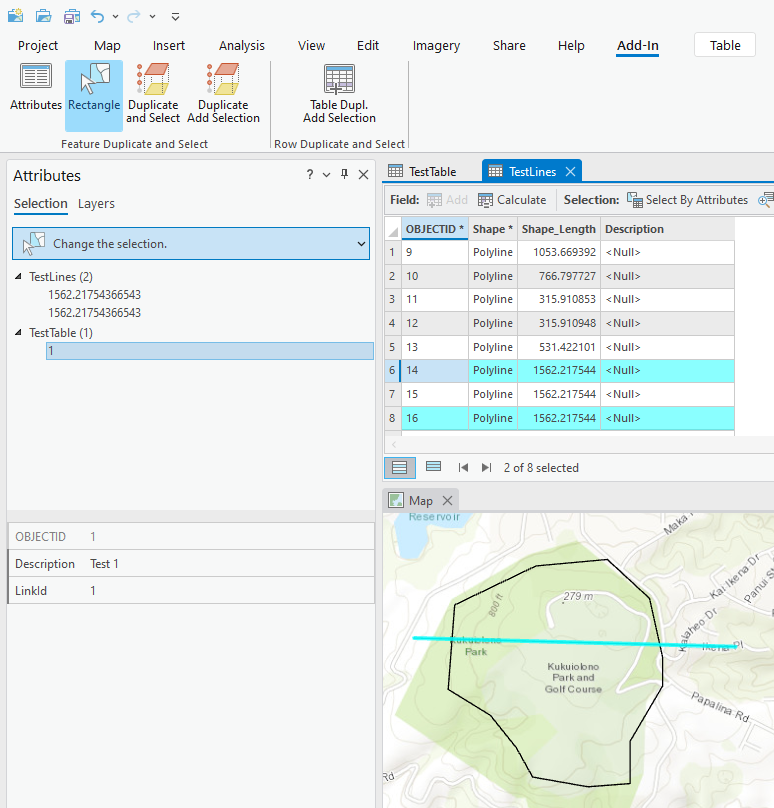 Project Map Insert Analysis View Edit Imagery Share Help Add-In Table
Attributes Rectangle Duplicate and Select Duplicate Add Selection Table Dupl. Add Selection
Feature Duplicate and Select Row Duplicate and Select
Attributes ?
Selection Layers
Change the selection.
TestLines (2)
1562.21754366543
1562.21754366543
TestTable (1)
1
OBJECTID 1
Description Test 1
LinkId 1
TestTable TestLines
Field: Add Calculate Selection: Select By Attributes
OBJECTID * Shape * Shape_Length Description
1 9 Polyline 1053.669392 <Null>
2 10 Polyline 766.797727 <Null>
3 11 Polyline 315.910853 <Null>
4 12 Polyline 315.910948 <Null>
5 13 Polyline 531.422101 <Null>
6 14 Polyline 1562.217544 <Null>
7 15 Polyline 1562.217544 <Null>
8 16 Polyline 1562.217544 <Null>
2 of 8 selected
Map
Reservoir
Maka
Kai Ikena Dr
Panui St
800 ft
279 m
Kalaheo Dr
Ikena Pl
Kukuiolono
Park
Kukuiolono
Park and
Golf Course
Papalina Rd
Rd